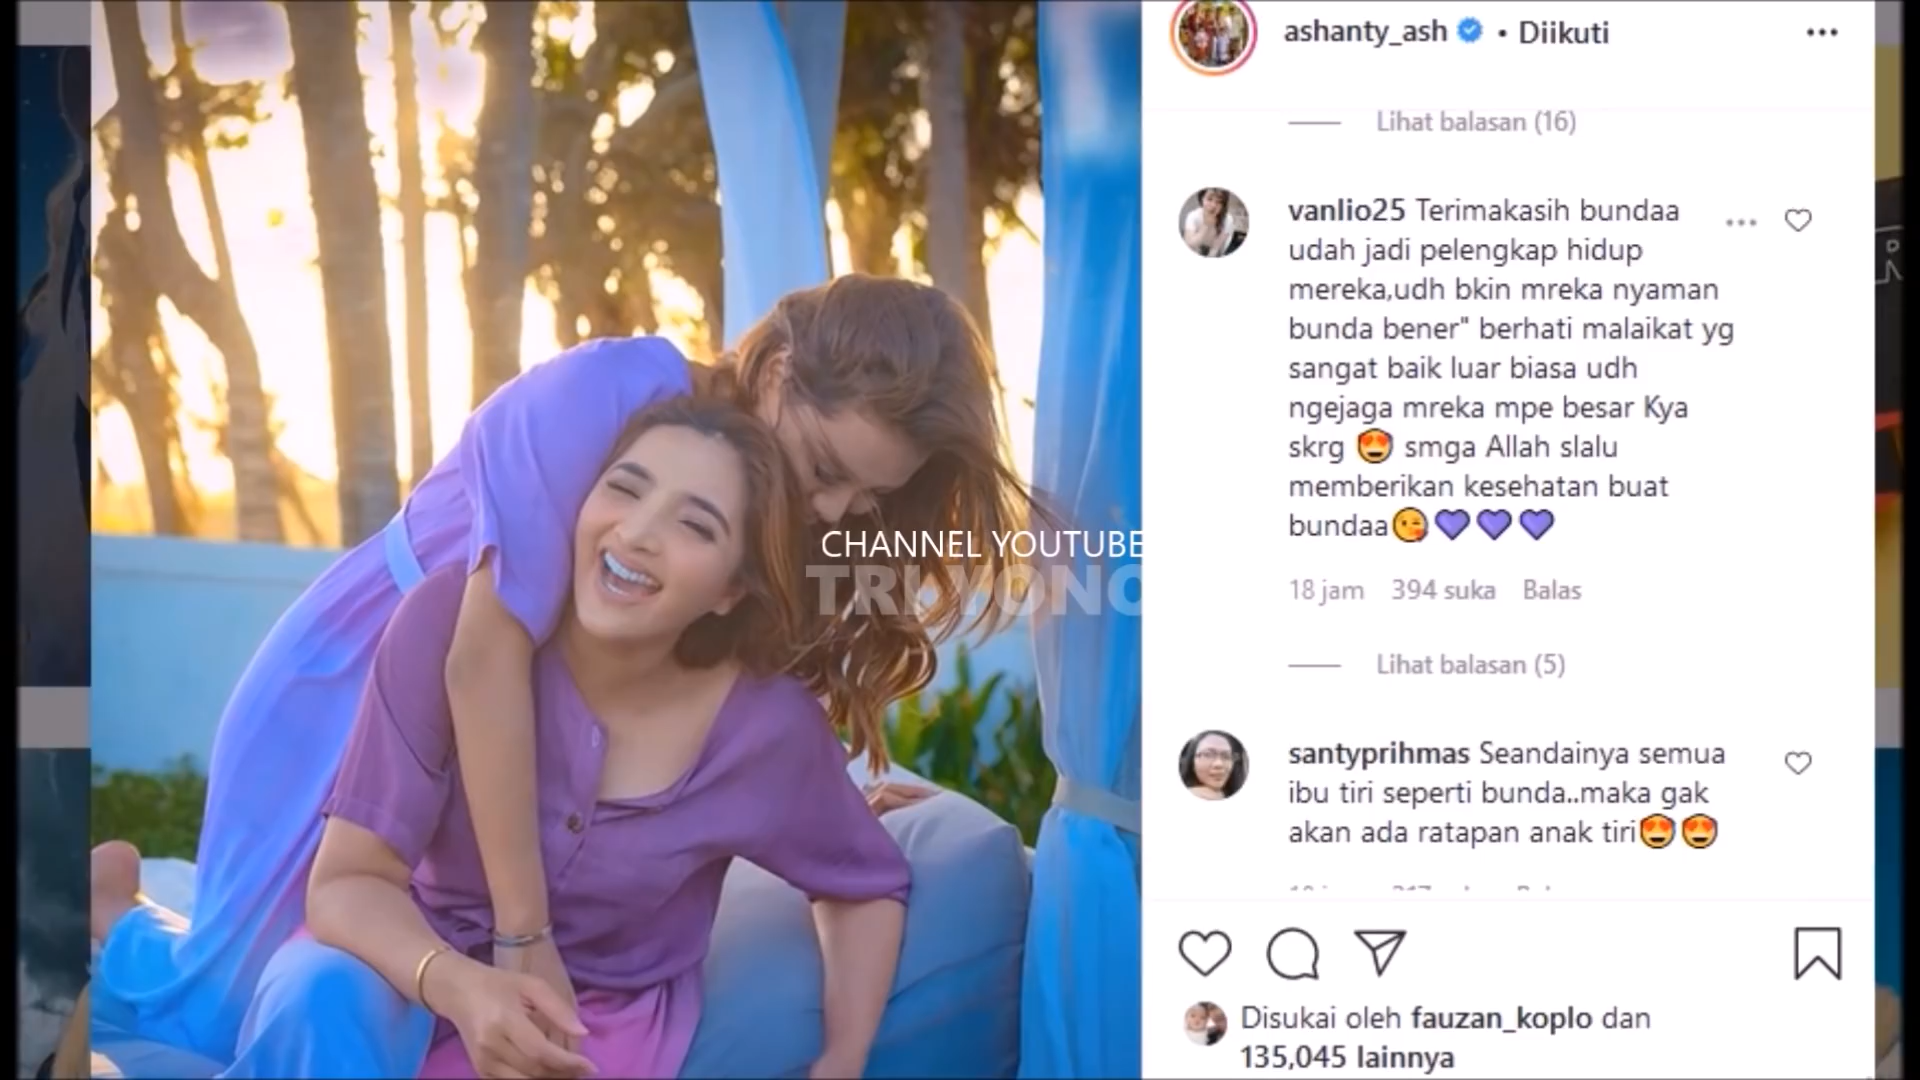 ashanty_ash • Diikuti
Lihat balasan (16)
vanlio25 Terimakasih bundaa
udah jadi pelengkap hidup
mereka,udh bkin mreka nyaman
bunda bener" berhati malaikat yg
sangat baik luar biasa udh
ngejaga mreka mpe besar Kya
skrg 😍 smga Allah slalu
memberikan kesehatan buat
bundaa😘💜💜💜
18 jam 394 suka Balas
Lihat balasan (5)
santyprihmas Seandainya semua
ibu tiri seperti bunda..maka gak
akan ada ratapan anak tiri😍😍
Disukai oleh fauzan_koplo dan
135,045 lainnya
CHANNEL YOUTUBE
TRI YONO